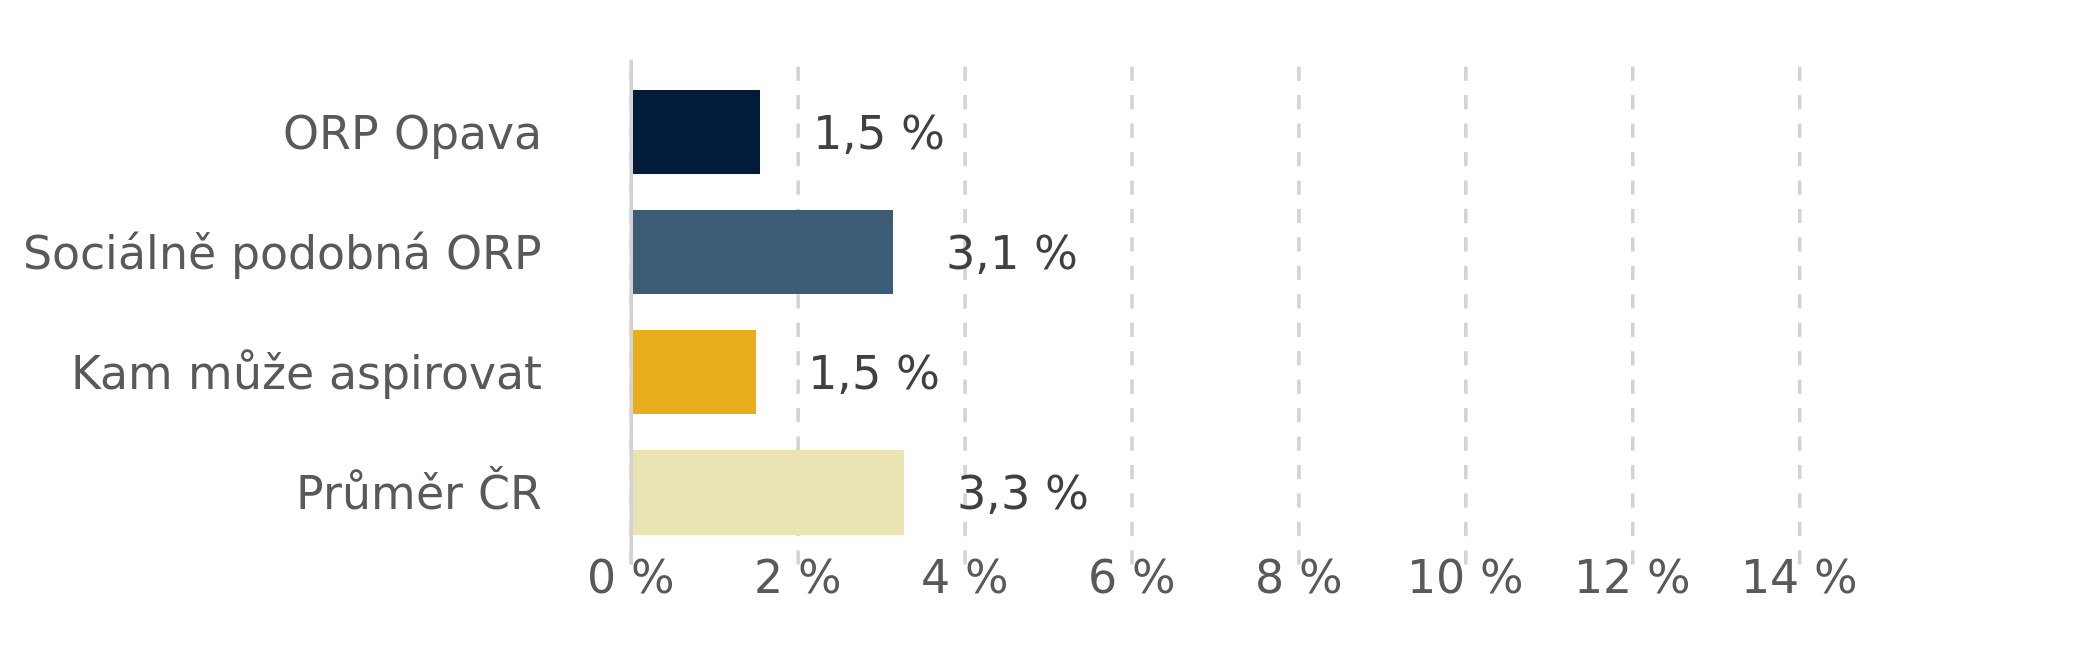 ORP Opava 1,5 %
Sociálně podobná ORP 3,1 %
Kam může aspirovat 1,5 %
Průměr ČR 3,3 %
0 % 2 % 4 % 6 % 8 % 10 % 12 % 14 %